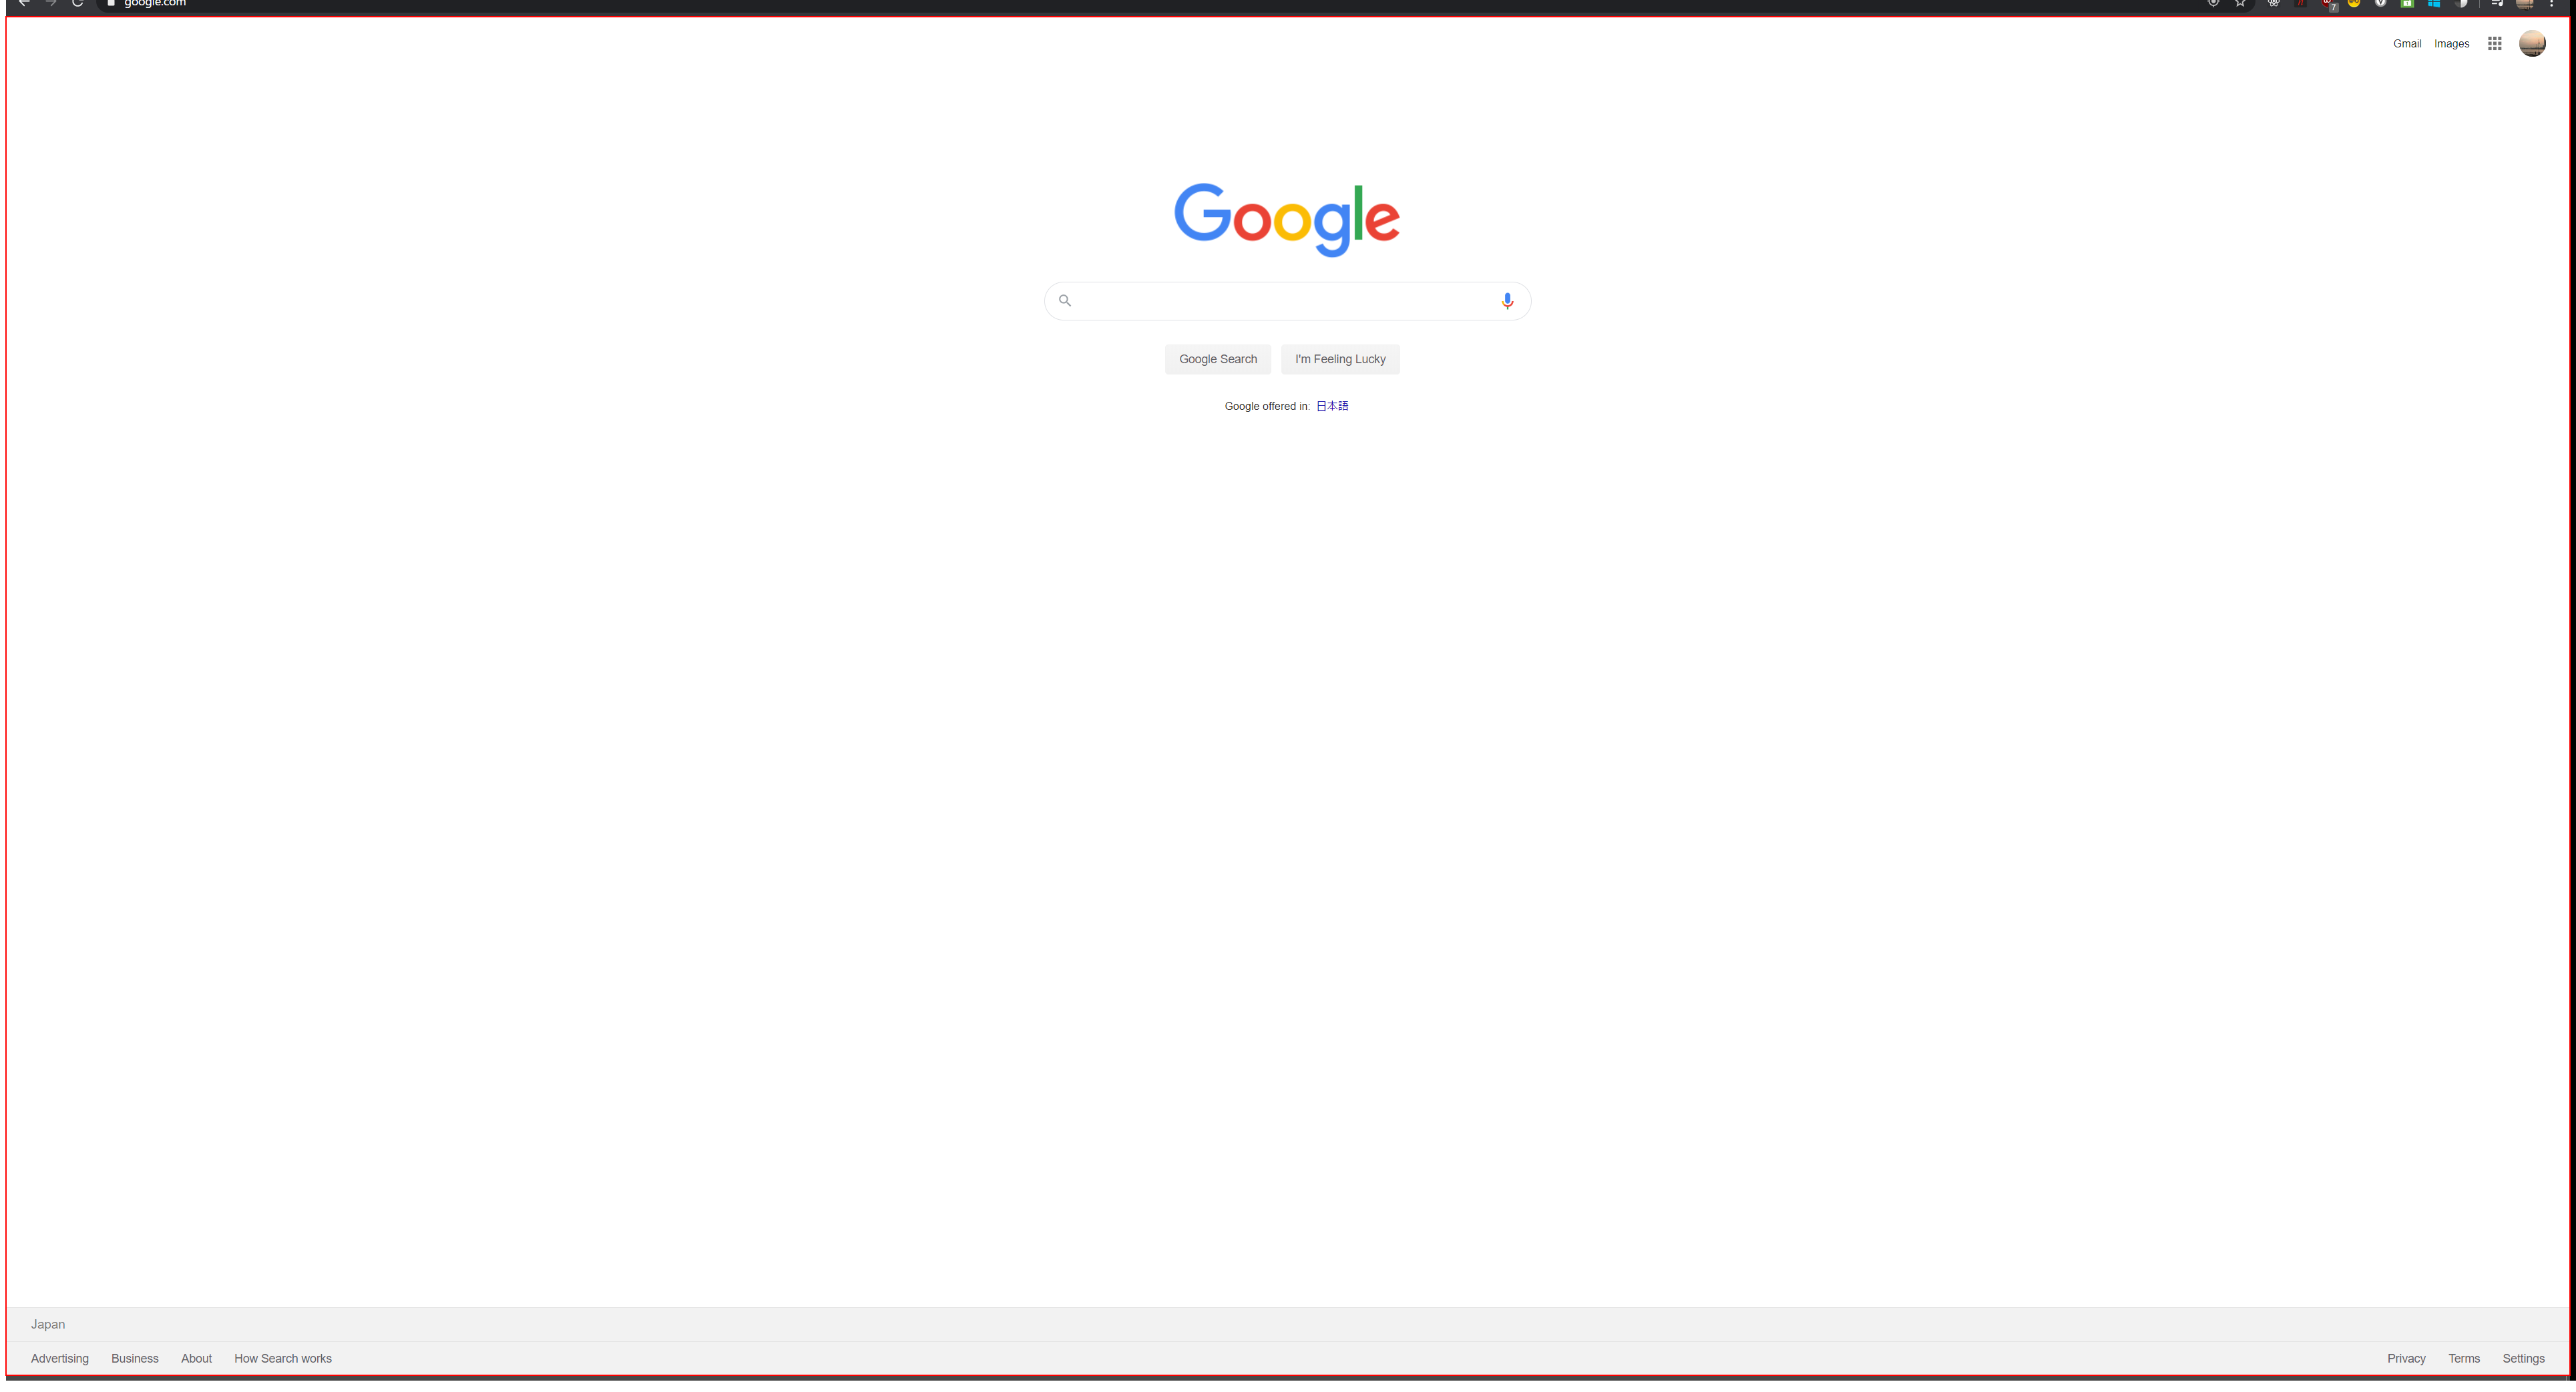 google.com
7
Gmail Images
Google
Google Search I'm Feeling Lucky
Google offered in: 日本語
Japan
Advertising Business About How Search works Privacy Terms Settings